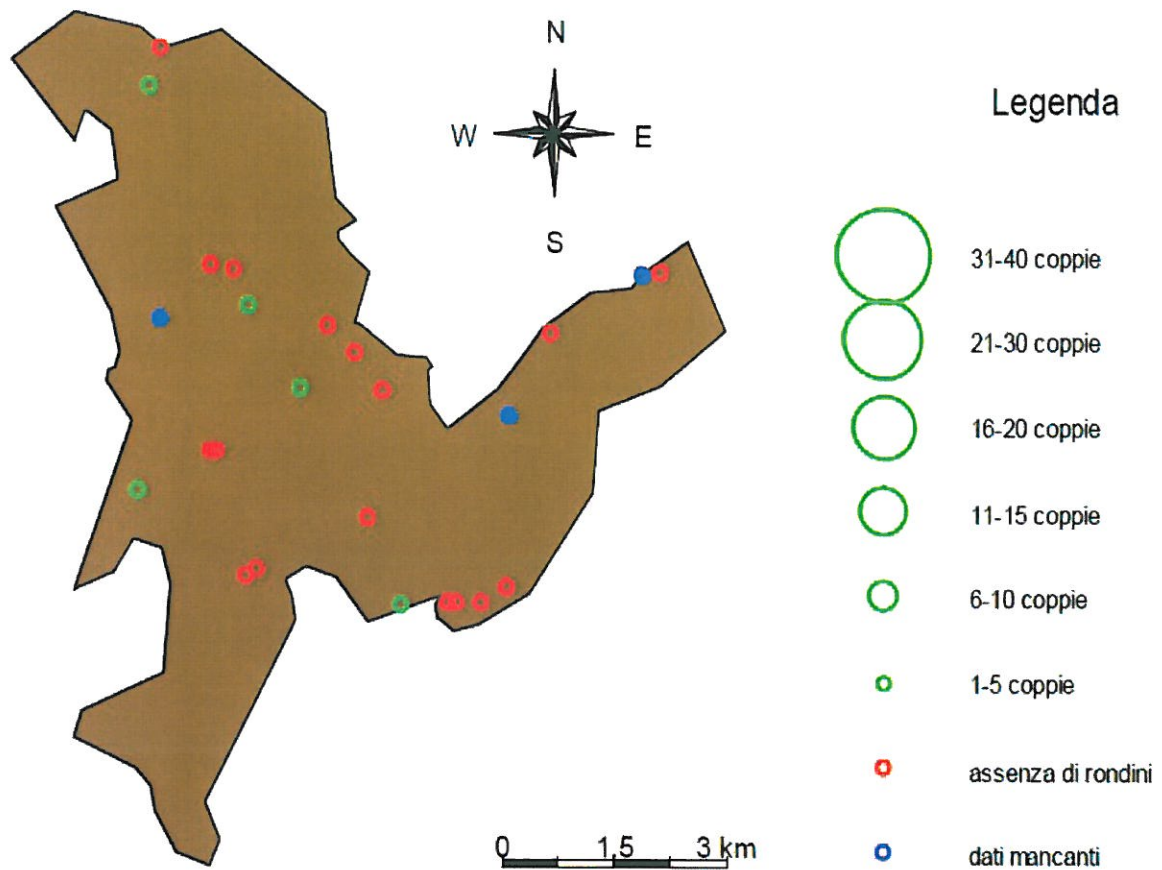 N
W
E
S
Legenda
31-40 coppie
21-30 coppie
16-20 coppie
11-15 coppie
6-10 coppie
1-5 coppie
assenza di rondini
dati mancanti
0 1,5 3 km